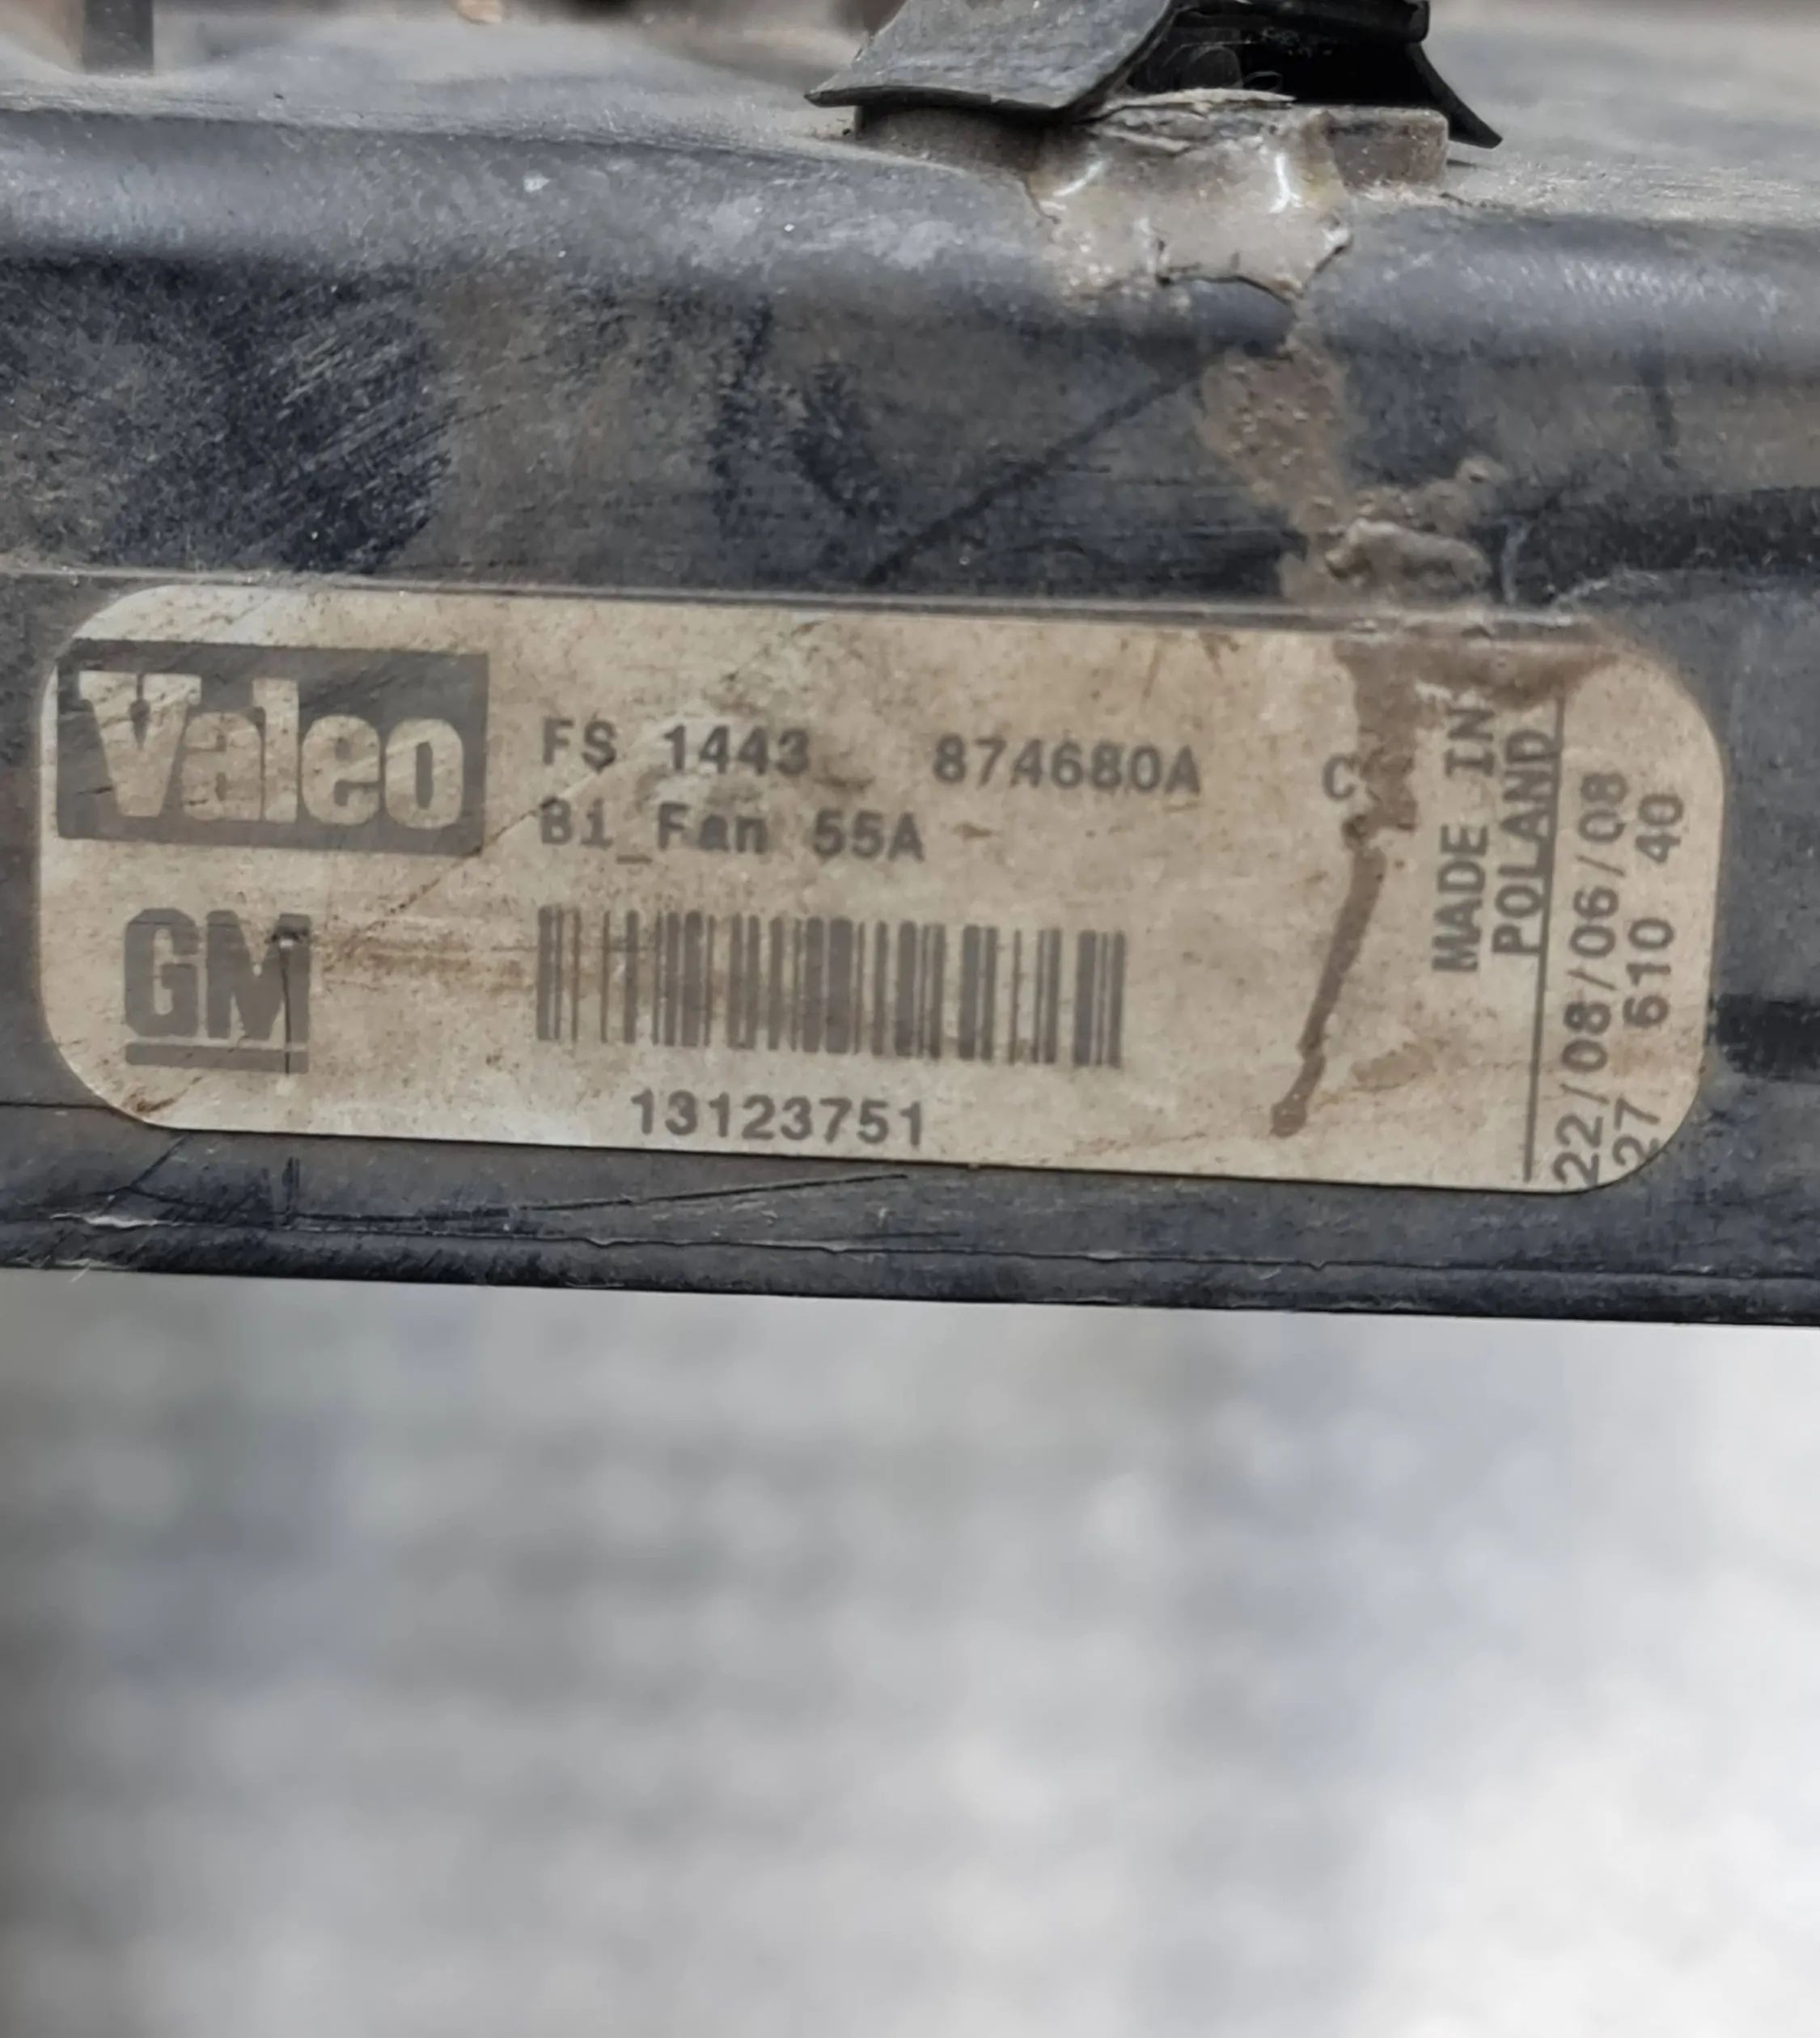 Valeo
FS 1443 874680A
Bi_Fan 55A
GM
13123751
MADE IN
POLAND
22/08/06/08
27 610 40